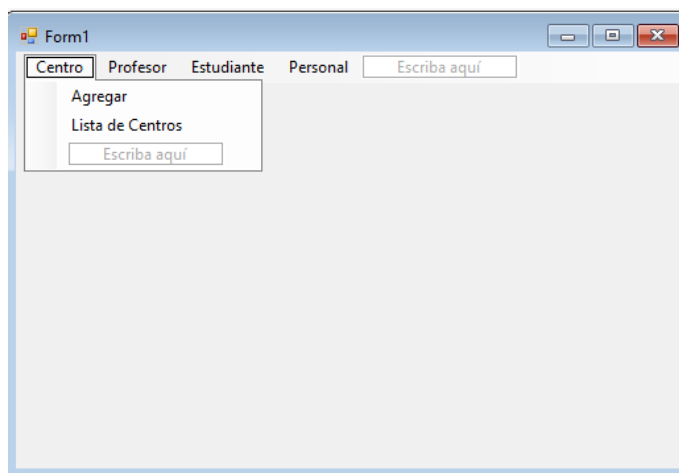 Form1
Centro Profesor Estudiante Personal Escriba aquí
Agregar
Lista de Centros
Escriba aquí